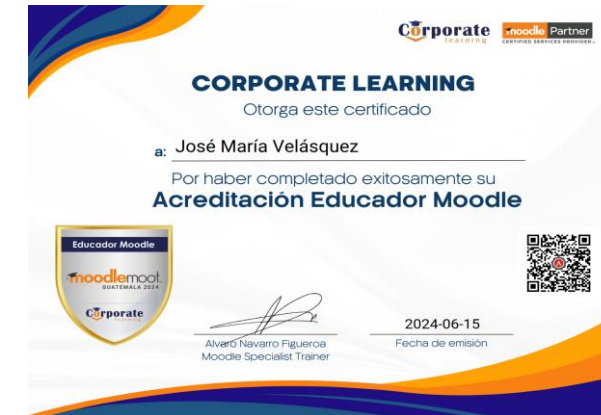 Corporate
learning
moodle Partner
CERTIFIED SERVICES PROVIDER
CORPORATE LEARNING
Otorga este certificado
a: José María Velásquez
Por haber completado exitosamente su
Acreditación Educador Moodle
Educador Moodle
moodlemoot
GUATEMALA 2024
Corporate
learning
Alvaro Navarro Figueroa
Moodle Specialist Trainer
2024-06-15
Fecha de emisión